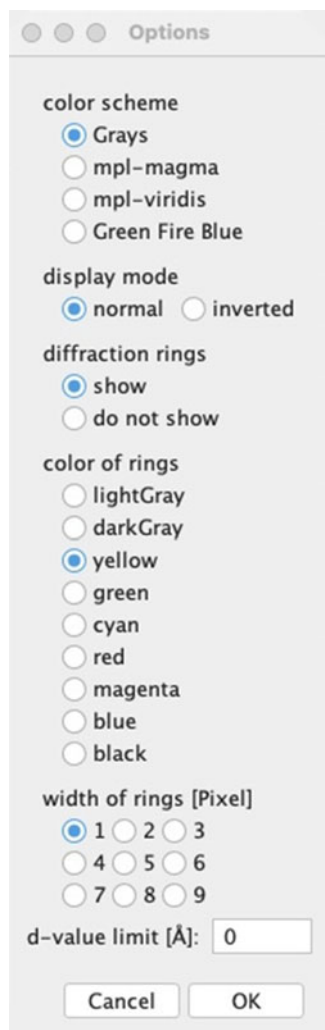 Options
color scheme
Grays
mpl-magma
mpl-viridis
Green Fire Blue
display mode
normal inverted
diffraction rings
show
do not show
color of rings
lightGray
darkGray
yellow
green
cyan
red
magenta
blue
black
width of rings [Pixel]
1 2 3
4 5 6
7 8 9
d-value limit [Å]: 0
Cancel OK